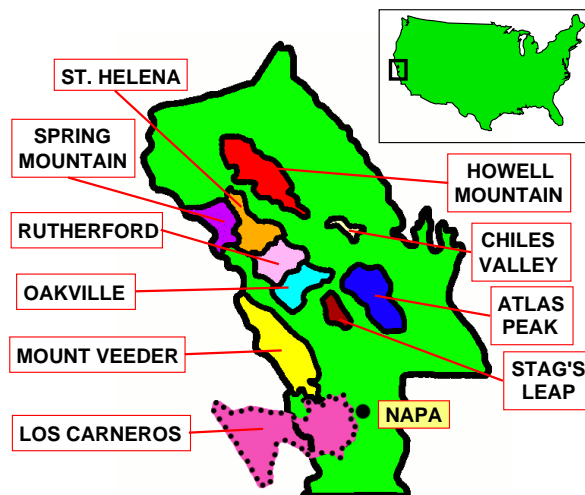 ST. HELENA
SPRING
MOUNTAIN
RUTHERFORD
OAKVILLE
MOUNT VEEDER
LOS CARNEROS
HOWELL
MOUNTAIN
CHILES
VALLEY
ATLAS
PEAK
STAG'S
LEAP
NAPA